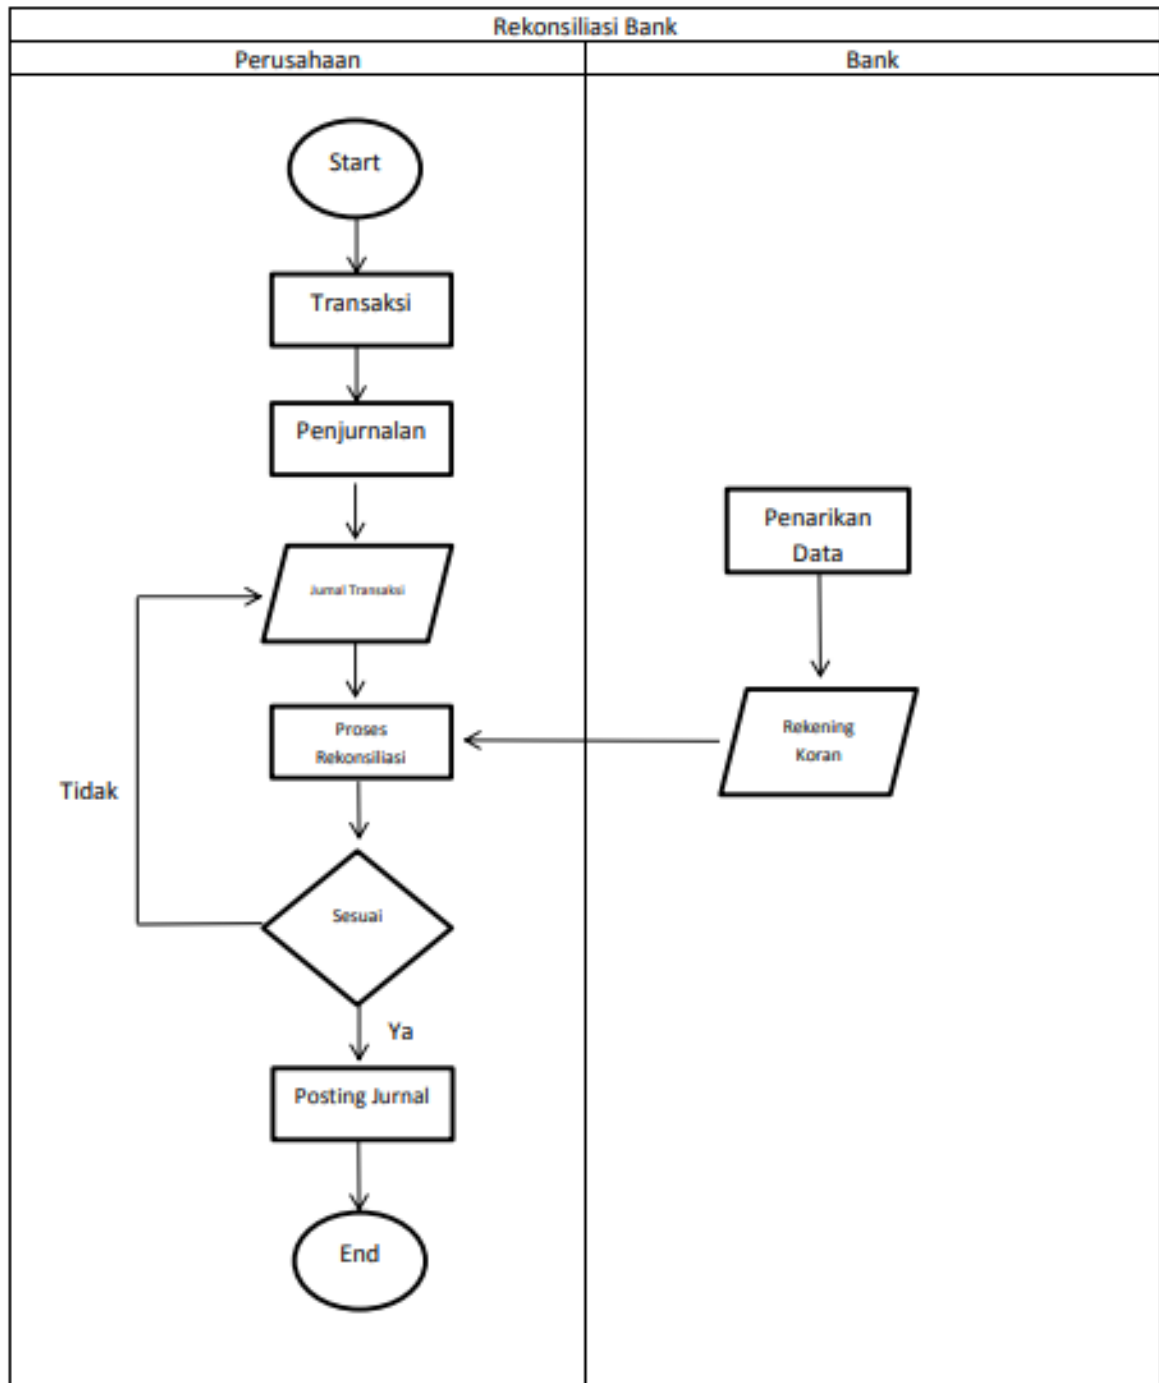 Rekonsiliasi Bank
Perusahaan
Bank
Start
Transaksi
Penjurnalan
Jurnal Transaksi
Proses
Rekonsiliasi
Sesuai
Tidak
Ya
Posting Jurnal
End
Penarikan
Data
Rekening
Koran